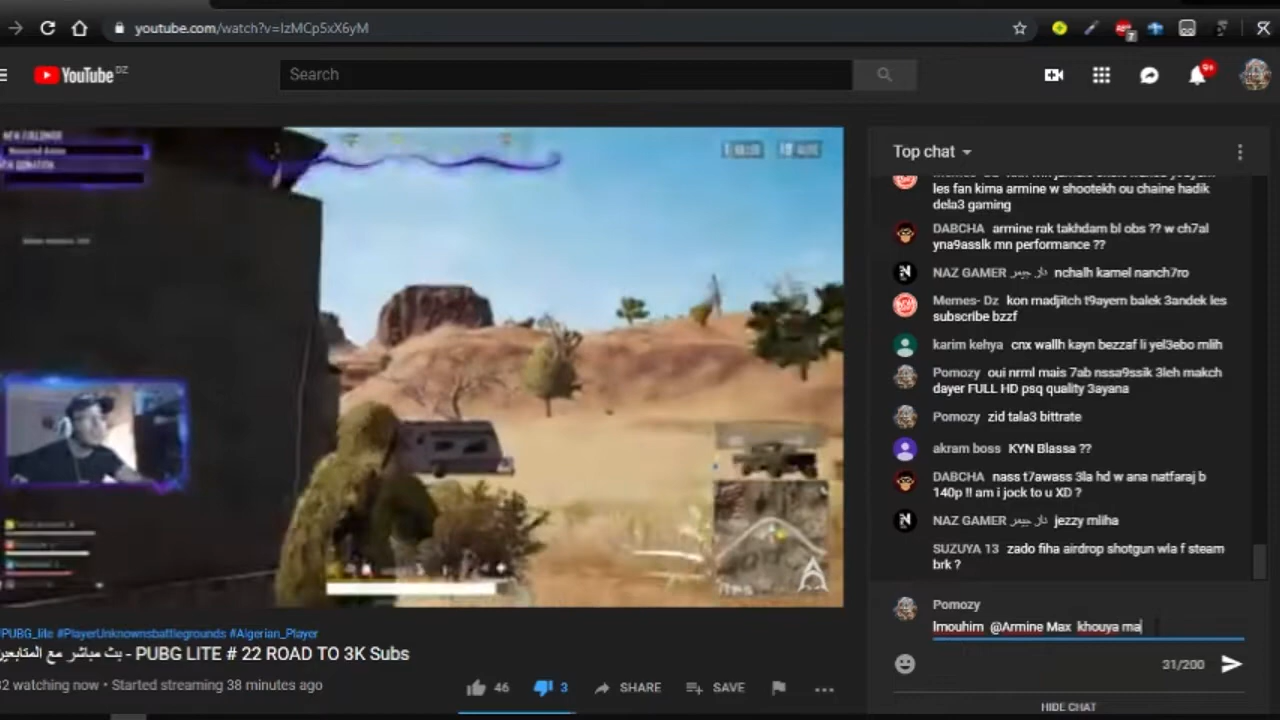 youtube.com/watch?v=IzMCp5xX6yM
7
YouTube DZ
Search
9+
Top chat
les fan kima armine w shootekh ou chaine hadik
dela3 gaming
DABCHA armine rak takhdam bl obs ?? w ch7al
yna9asslk mn performance ??
NAZ GAMER دار جيمر nchalh kamel nanch7ro
Memes- Dz kon madjitch t9ayem balek 3andek les
subscribe bzzf
karim kehya cnx wallh kayn bezzaf li yel3ebo mlih
Pomozy oui nrml mais 7ab nssa9ssik 3leh makch
dayer FULL HD psq quality 3ayana
Pomozy zid tala3 bittrate
akram boss KYN Blassa ??
DABCHA nass t7awass 3la hd w ana natfaraj b
140p !! am i jock to u XD ?
NAZ GAMER دار جيمر jezzy mliha
SUZUYA 13 zado fiha airdrop shotgun wla f steam
brk ?
Pomozy
lmouhim @Armine Max khouya ma
31/200
HIDE CHAT
PUBG_lite #PlayerUnknownsbattlegrounds #Algerian_Player
بث مباشر مع المتابعين - PUBG LITE # 22 ROAD TO 3K Subs
2 watching now • Started streaming 38 minutes ago
46
3
SHARE
SAVE